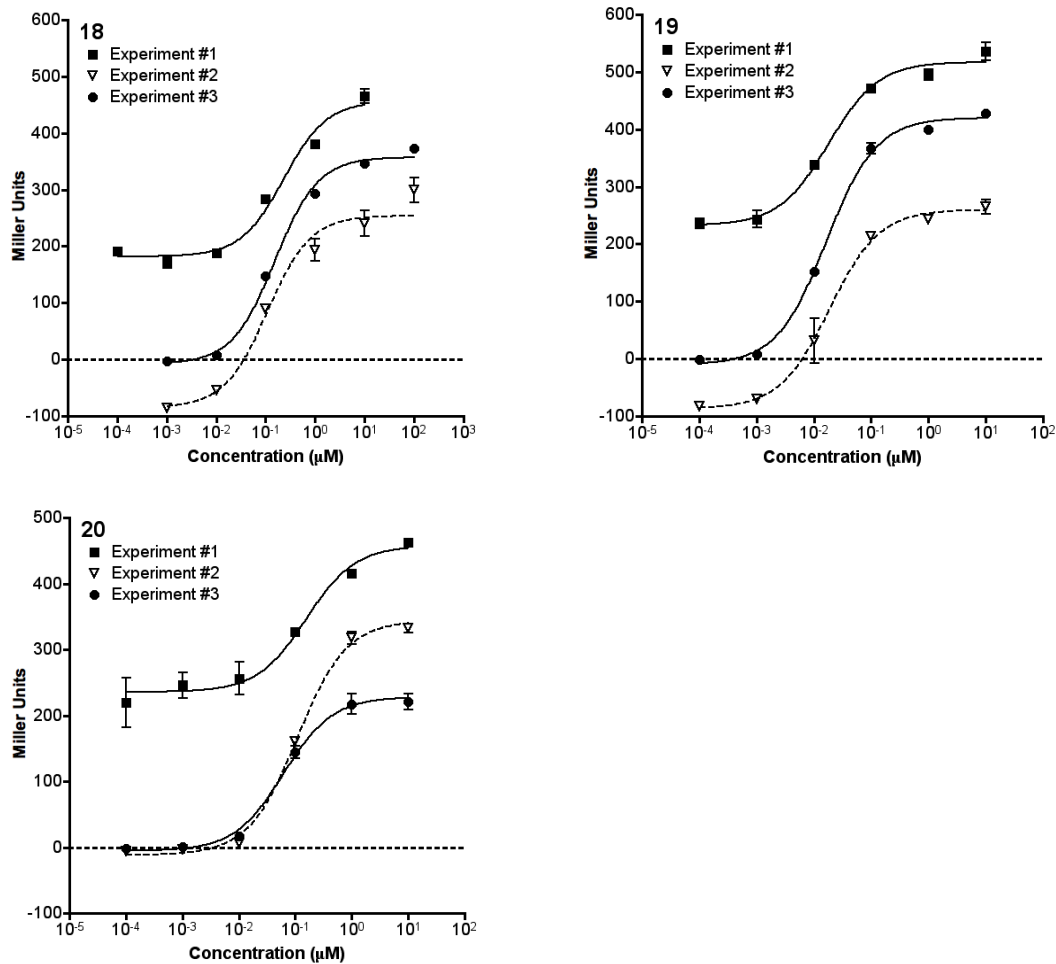 18
Experiment #1
Experiment #2
Experiment #3
600
500
400
300
200
100
0
-100
Miller Units
10⁻⁵ 10⁻⁴ 10⁻³ 10⁻² 10⁻¹ 10⁰ 10¹ 10² 10³
Concentration (µM)
19
Experiment #1
Experiment #2
Experiment #3
600
500
400
300
200
100
0
-100
Miller Units
10⁻⁵ 10⁻⁴ 10⁻³ 10⁻² 10⁻¹ 10⁰ 10¹ 10²
Concentration (µM)
20
Experiment #1
Experiment #2
Experiment #3
500
400
300
200
100
0
-100
Miller Units
10⁻⁵ 10⁻⁴ 10⁻³ 10⁻² 10⁻¹ 10⁰ 10¹ 10²
Concentration (µM)